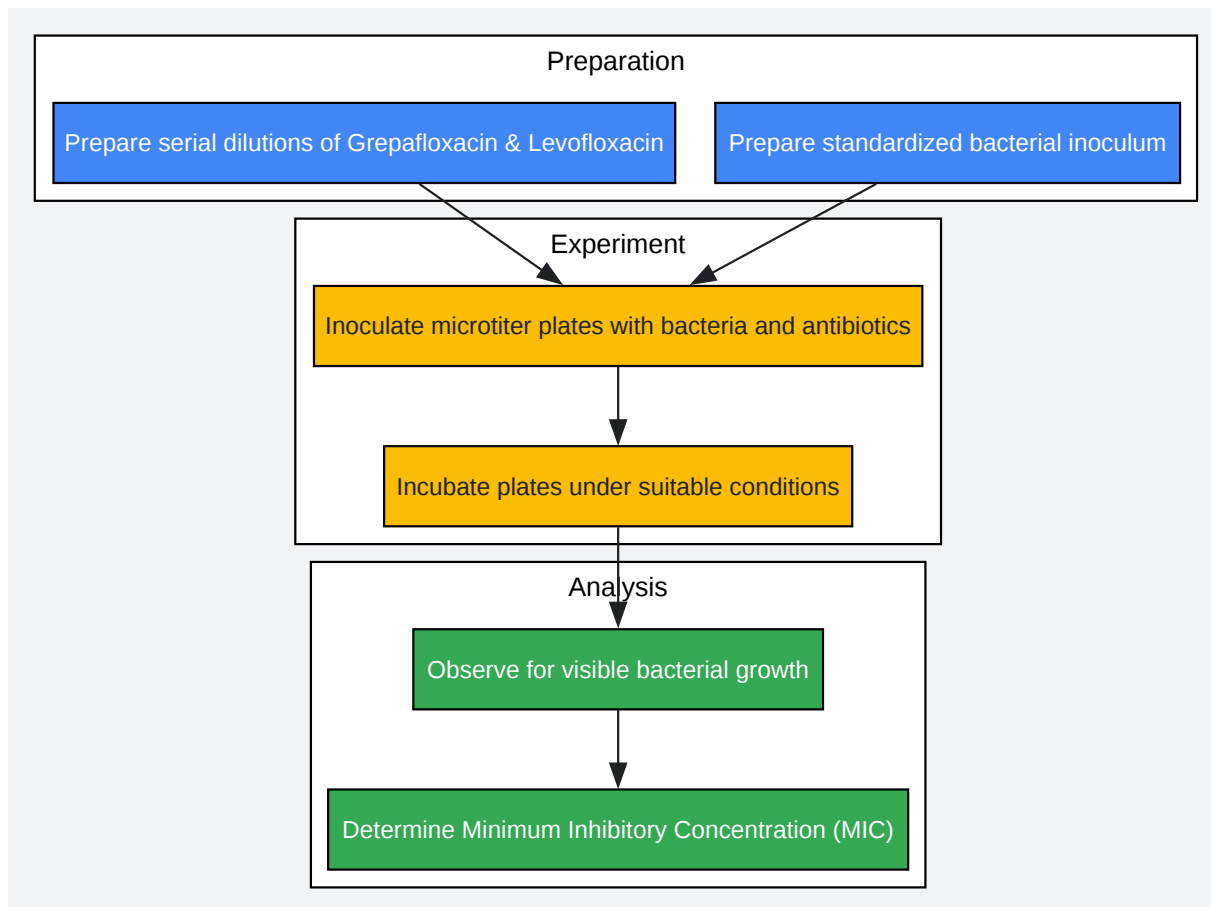 Preparation
Prepare serial dilutions of Grepafloxacin & Levofloxacin
Prepare standardized bacterial inoculum
Experiment
Inoculate microtiter plates with bacteria and antibiotics
Incubate plates under suitable conditions
Analysis
Observe for visible bacterial growth
Determine Minimum Inhibitory Concentration (MIC)